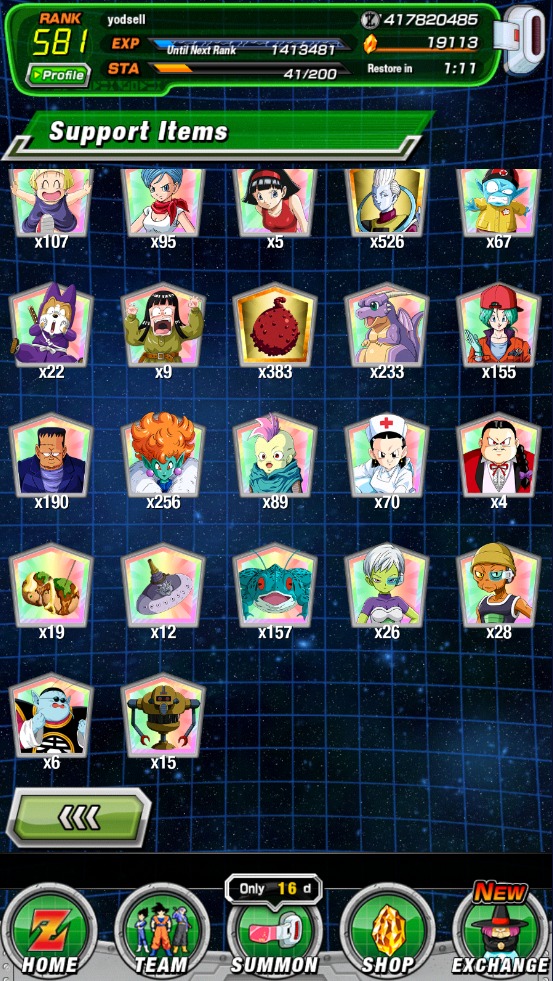 RANK
581
yodsell
417820485
EXP
Until Next Rank 1413481
19113
Profile
STA
41/200
Restore in 1:11
Support Items
x107 x95 x5 x526 x67
x22 x9 x383 x233 x155
x190 x256 x89 x70 x4
x19 x12 x157 x26 x28
x6 x15
Only 16 d
New
HOME TEAM SUMMON SHOP EXCHANGE